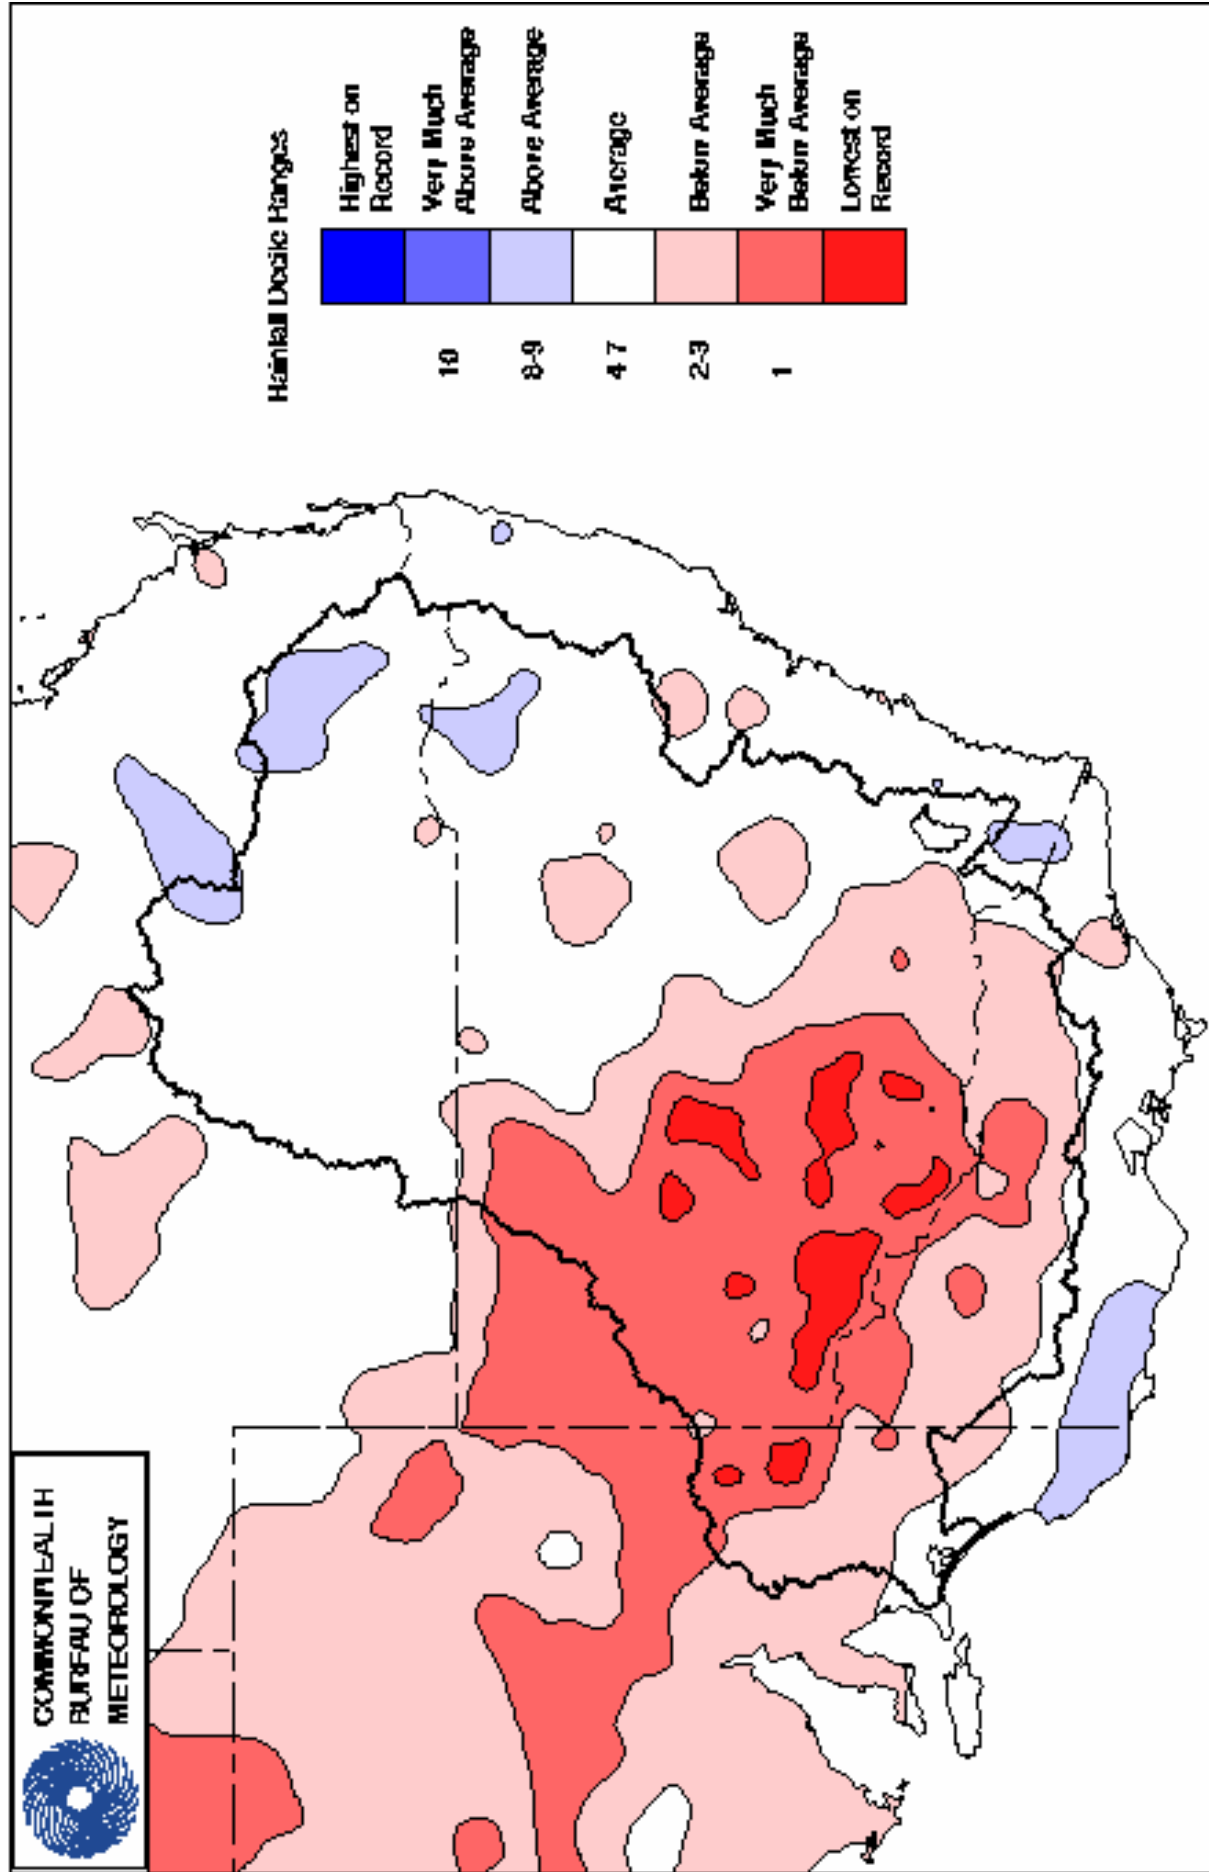 COMMONWEALTH
BUREAU OF
METEOROLOGY
Rainfall Decile Ranges
Highest on
Record
10
Very Much
Above Average
8-9
Above Average
4-7
Average
2-3
Below Average
1
Very Much
Below Average
Lowest on
Record